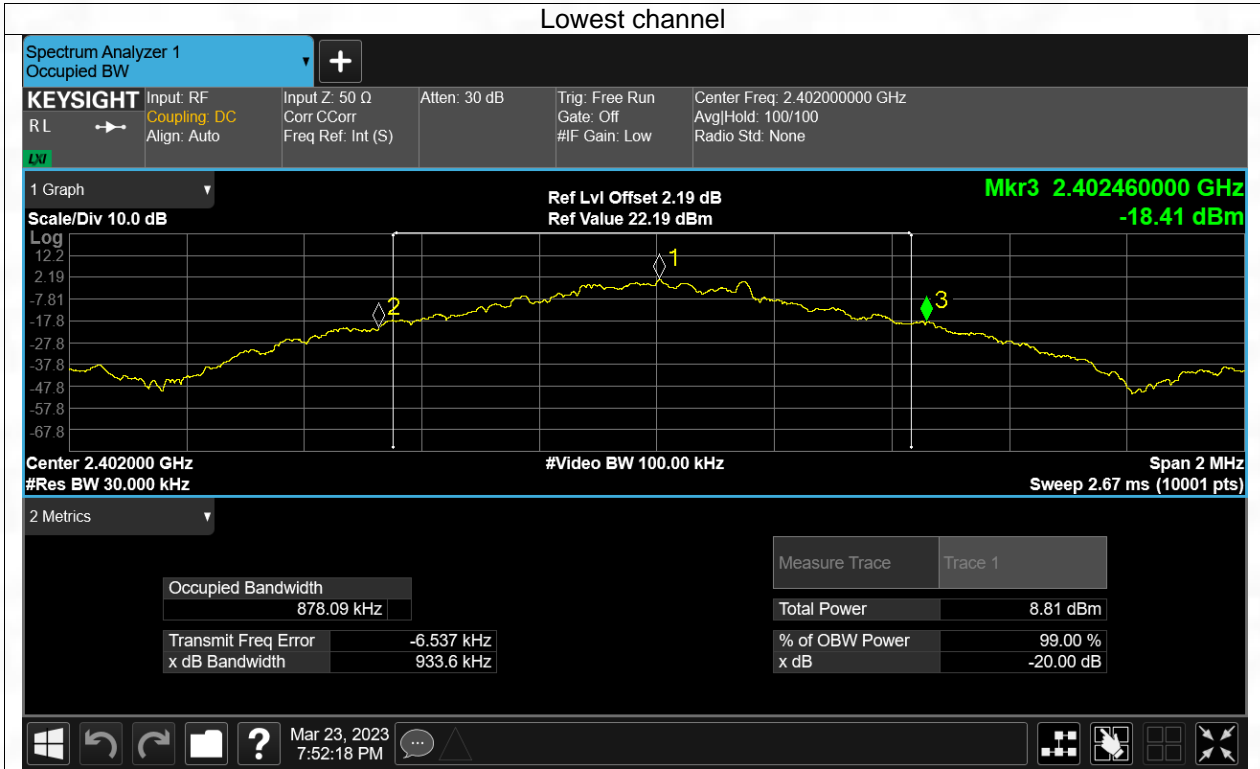 Lowest channel
Spectrum Analyzer 1
Occupied BW
+
KEYSIGHT
RL
LXI
Input: RF
Coupling: DC
Align: Auto
Input Z: 50 Ω
Corr CCorr
Freq Ref: Int (S)
Atten: 30 dB
Trig: Free Run
Gate: Off
#IF Gain: Low
Center Freq: 2.402000000 GHz
Avg|Hold: 100/100
Radio Std: None
1 Graph
Scale/Div 10.0 dB
Ref Lvl Offset 2.19 dB
Ref Value 22.19 dBm
Mkr3 2.402460000 GHz
-18.41 dBm
Log
12.2
2.19
-7.81
-17.8
-27.8
-37.8
-47.8
-57.8
-67.8
1
2
3
Center 2.402000 GHz
#Video BW 100.00 kHz
Span 2 MHz
#Res BW 30.000 kHz
Sweep 2.67 ms (10001 pts)
2 Metrics
Measure Trace Trace 1
Occupied Bandwidth
878.09 kHz
Total Power 8.81 dBm
Transmit Freq Error -6.537 kHz
% of OBW Power 99.00 %
x dB Bandwidth 933.6 kHz
x dB -20.00 dB
?
Mar 23, 2023
7:52:18 PM